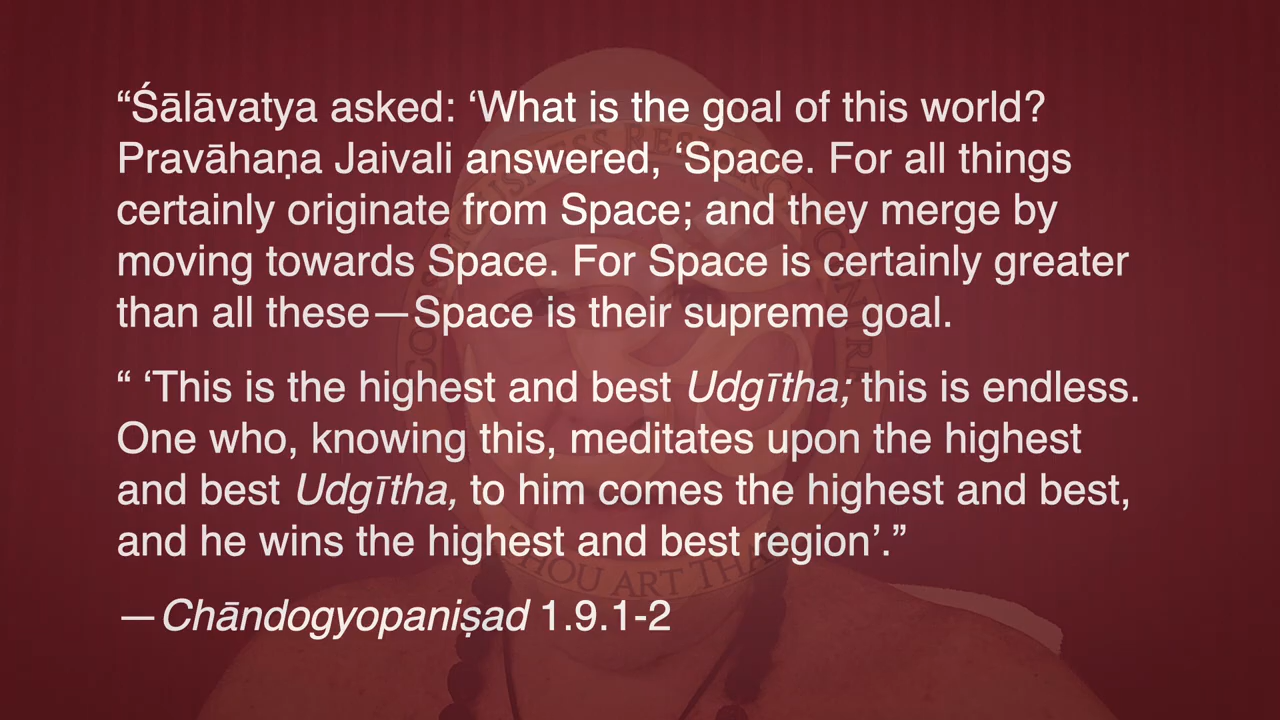 “Śālāvatya asked: ‘What is the goal of this world?
Pravāhaṇa Jaivali answered, ‘Space. For all things
certainly originate from Space; and they merge by
moving towards Space. For Space is certainly greater
than all these—Space is their supreme goal.
“ ‘This is the highest and best Udgītha; this is endless.
One who, knowing this, meditates upon the highest
and best Udgītha, to him comes the highest and best,
and he wins the highest and best region’.”
—Chāndogyopaniṣad 1.9.1-2
THOU ART THAT